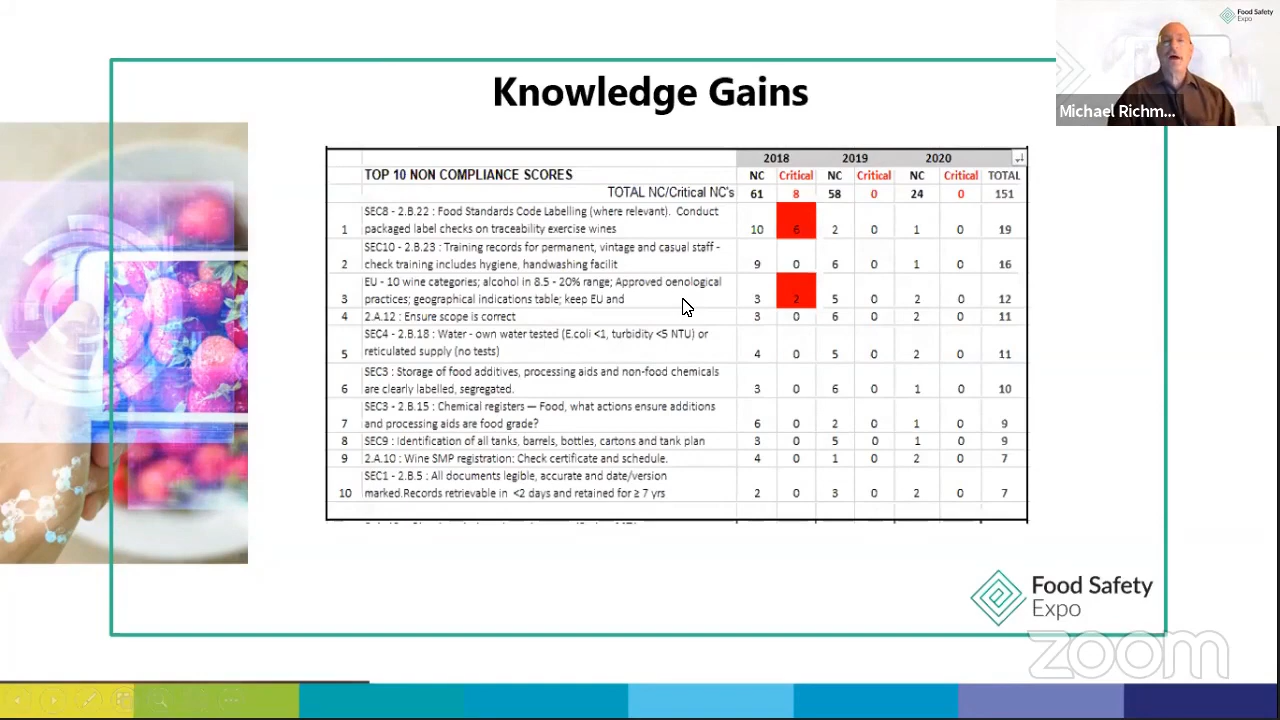 Food Safety
Expo
Michael Richm...
Knowledge Gains
2018 2019 2020
TOP 10 NON COMPLIANCE SCORES NC Critical NC Critical NC Critical TOTAL
TOTAL NC/Critical NC's 61 8 58 0 24 0 151
SEC8 - 2.B.22 : Food Standards Code Labelling (where relevant). Conduct
1 packaged label checks on traceability exercise wines 10 6 2 0 1 0 19
SEC10 - 2.B.23 : Training records for permanent, vintage and casual staff -
2 check training includes hygiene, handwashing facilit 9 0 6 0 1 0 16
EU - 10 wine categories; alcohol in 8.5 - 20% range; Approved oenological
3 practices; geographical indications table; keep EU and 3 2 5 0 2 0 12
4 2.A.12 : Ensure scope is correct 3 0 6 0 2 0 11
SEC4 - 2.B.18 : Water - own water tested (E.coli <1, turbidity <5 NTU) or
5 reticulated supply (no tests) 4 0 5 0 2 0 11
SEC3 : Storage of food additives, processing aids and non-food chemicals
6 are clearly labelled, segregated. 3 0 6 0 1 0 10
SEC3 - 2.B.15 : Chemical registers — Food, what actions ensure additions
7 and processing aids are food grade? 6 0 2 0 1 0 9
8 SEC9 : Identification of all tanks, barrels, bottles, cartons and tank plan 3 0 5 0 1 0 9
9 2.A.10 : Wine SMP registration: Check certificate and schedule. 4 0 1 0 2 0 7
SEC1 - 2.B.5 : All documents legible, accurate and date/version
10 marked.Records retrievable in <2 days and retained for ≥ 7 yrs 2 0 3 0 2 0 7
Food Safety
Expo
zoom